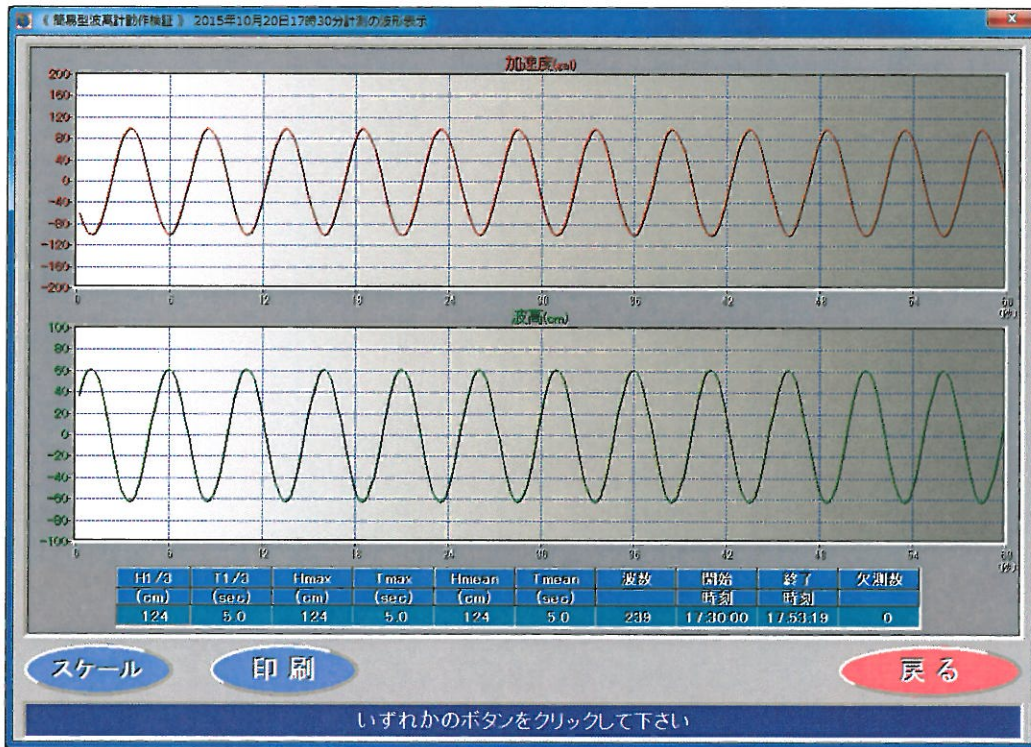 《 簡易型波高計動作検証 》 2015年10月20日17時30分計測の波形表示
加速度(gal)
200
160
120
80
40
0
-40
-80
-120
-160
-200
0 6 12 18 24 30 36 42 48 54 60
(秒)
波高(cm)
100
80
60
40
20
0
-20
-40
-60
-80
-100
0 6 12 18 24 30 36 42 48 54 60
(秒)
H1/3 T1/3 Hmax Tmax Hmean Tmean 波数 開始 終了 欠測数
(cm) (sec) (cm) (sec) (cm) (sec) 時刻 時刻
124 5.0 124 5.0 124 5.0 239 17:30:00 17:53:19 0
スケール 印 刷 戻 る
いずれかのボタンをクリックして下さい